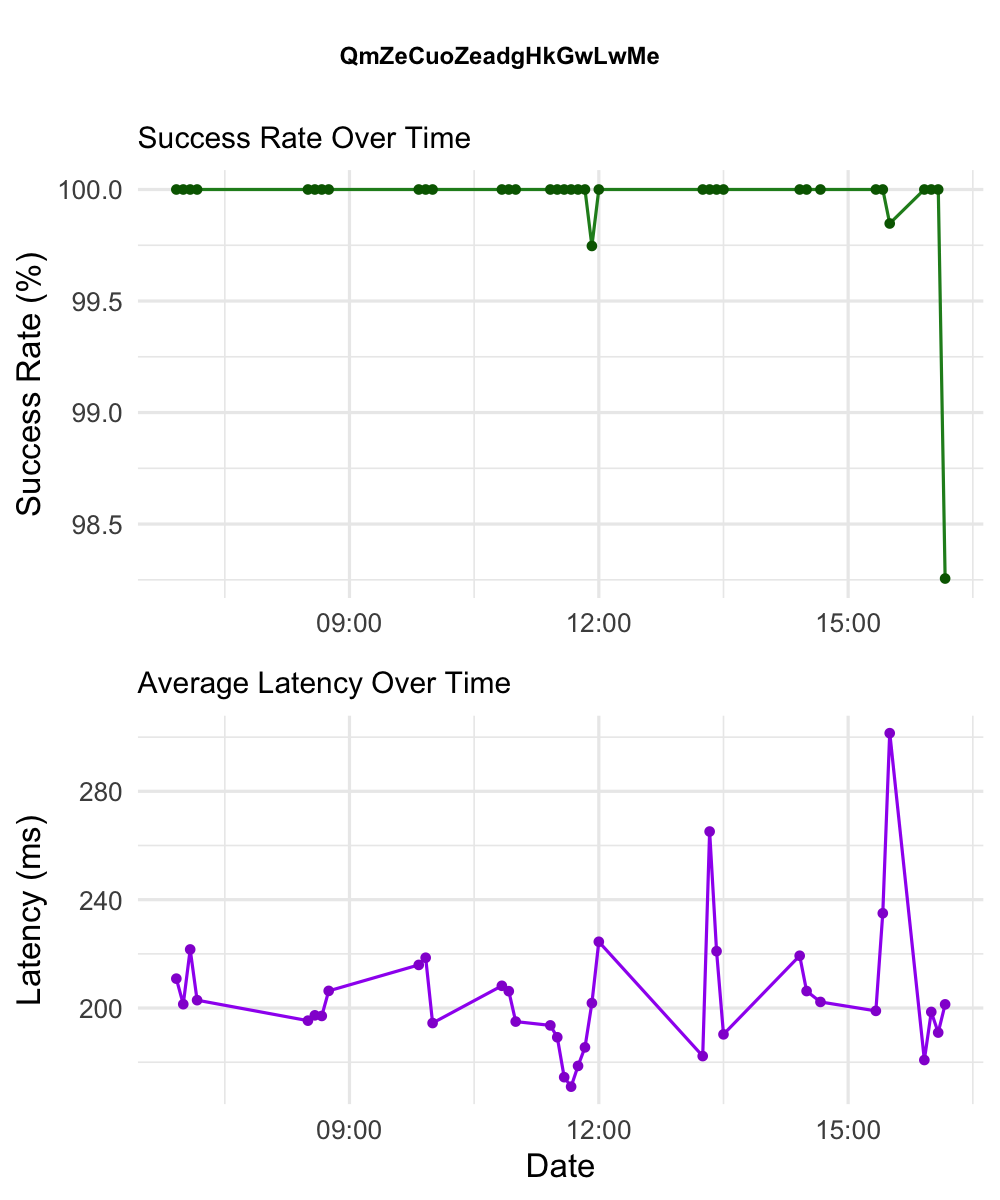 QmZeCuoZeadgHkGwLwMe
Success Rate Over Time
Success Rate (%)
100.0
99.5
99.0
98.5
09:00 12:00 15:00
Average Latency Over Time
Latency (ms)
280
240
200
09:00 12:00 15:00
Date